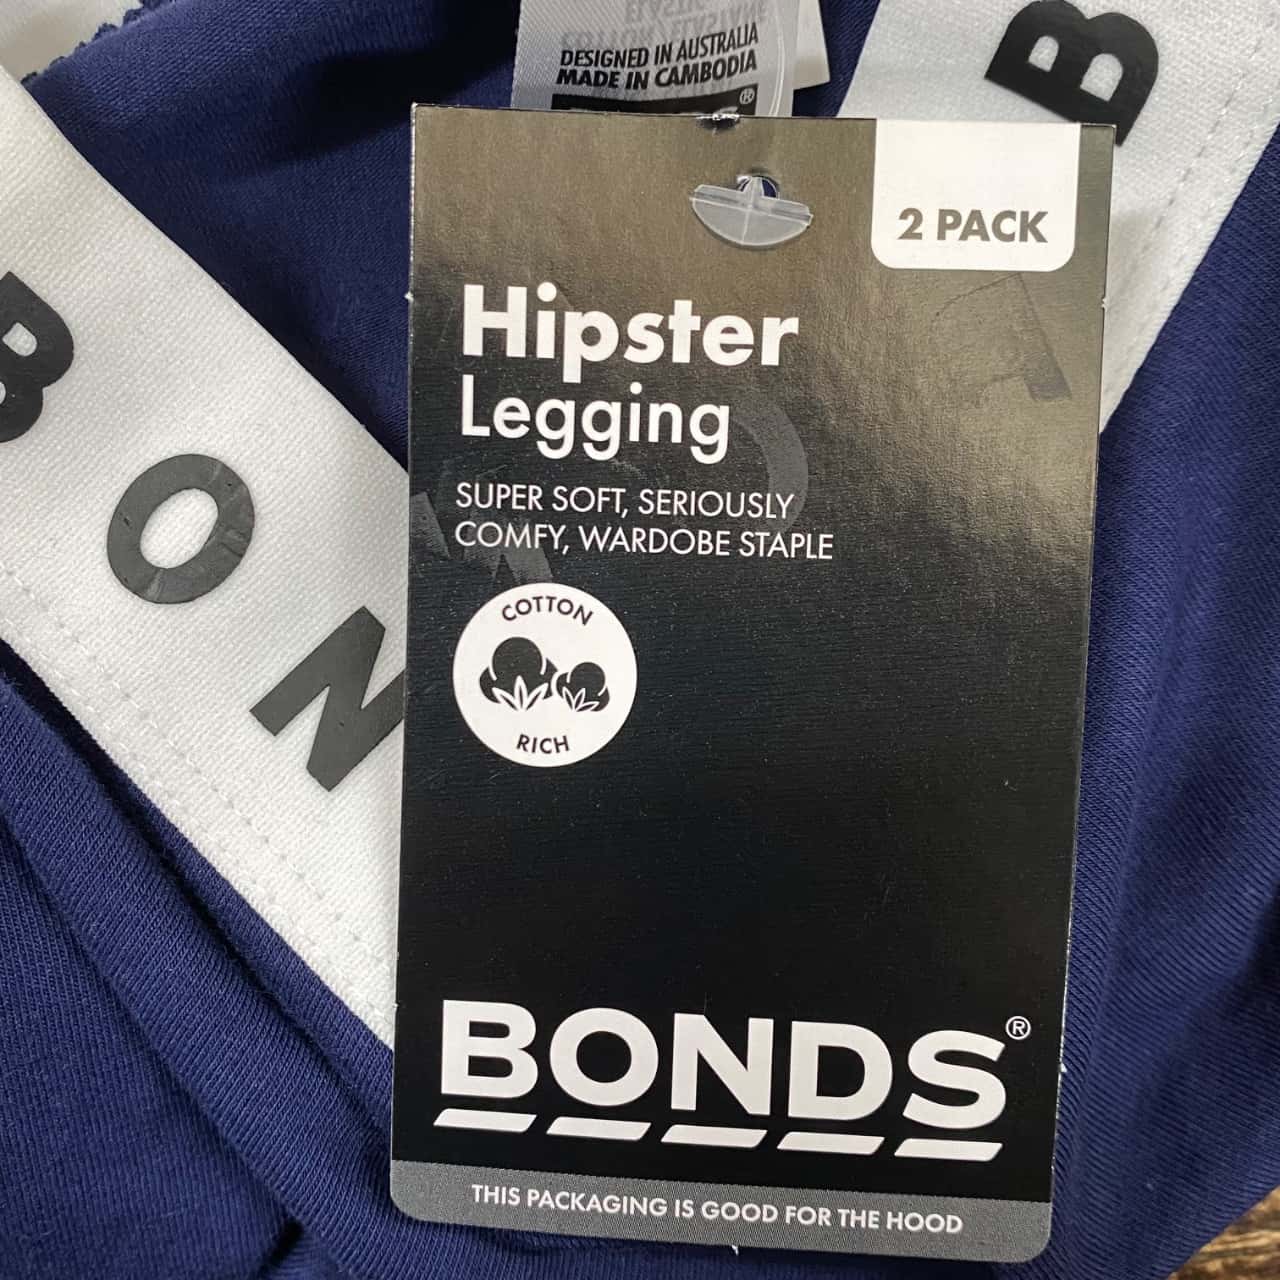 DESIGNED IN AUSTRALIA
MADE IN CAMBODIA
B
2 PACK
Hipster
Legging
SUPER SOFT, SERIOUSLY
COMFY, WARDOBE STAPLE
COTTON
RICH
BON
BONDS®
THIS PACKAGING IS GOOD FOR THE HOOD